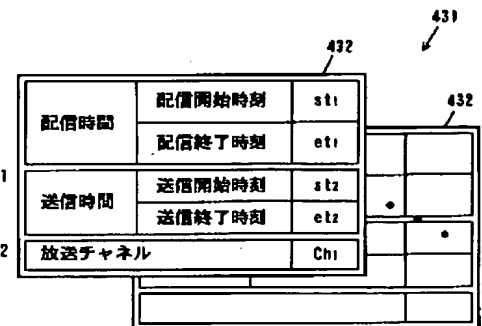 431
432
432
配信時間
配信開始時刻 st1
配信終了時刻 et1
1
送信時間
送信開始時刻 st2
送信終了時刻 et2
2
放送チャネル Ch1